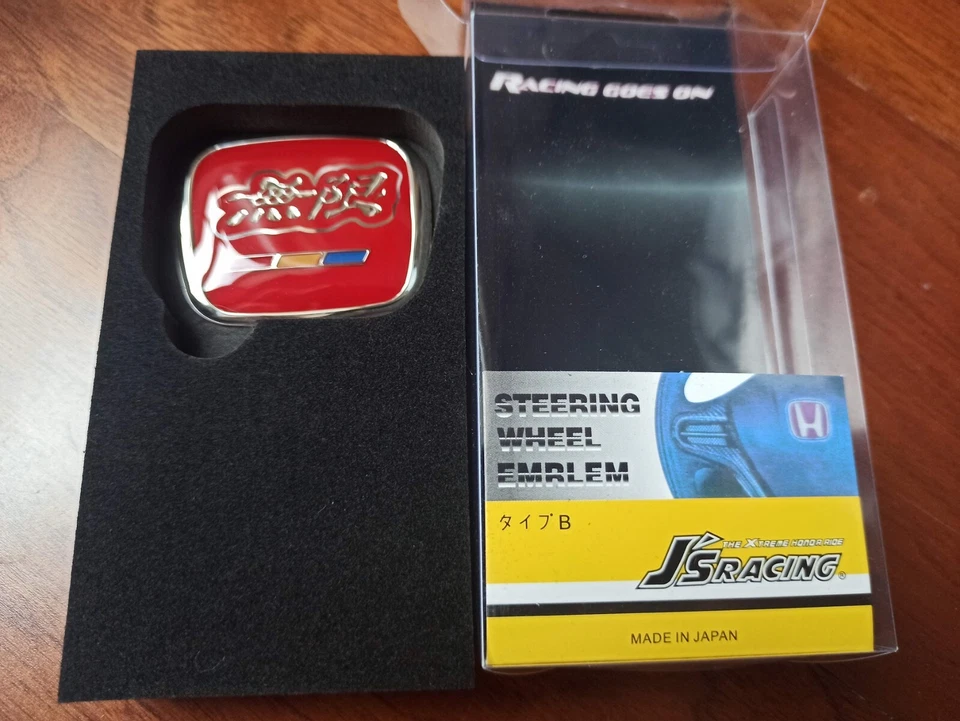 無限
RACING GOES ON
STEERING
WHEEL
EMBLEM
タイプB
THE XTREME HONDA RIDE
J'S RACING®
MADE IN JAPAN